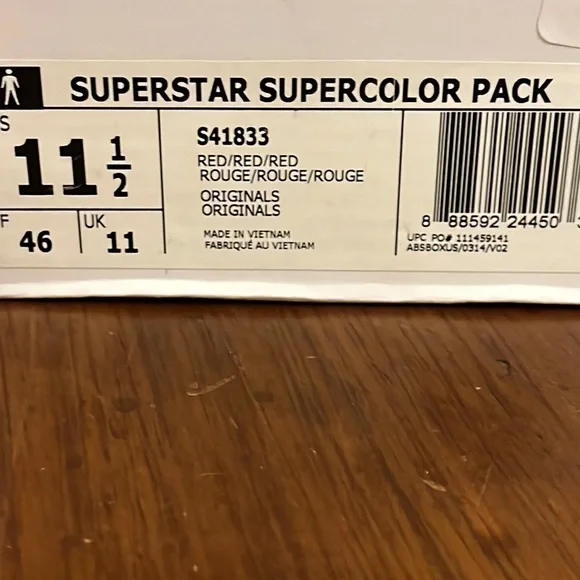 SUPERSTAR SUPERCOLOR PACK
S
11 1/2
F
46
UK
11
S41833
RED/RED/RED
ROUGE/ROUGE/ROUGE
ORIGINALS
ORIGINALS
MADE IN VIETNAM
FABRIQUÉ AU VIETNAM
8 88592 24450
UPC PO# 111459141
ABSBOXUS/0314/V02